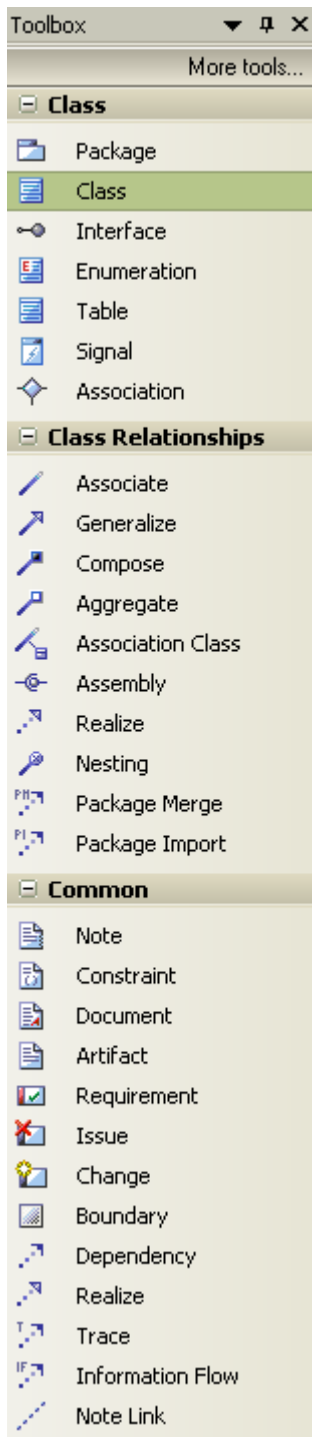 Toolbox
More tools...
Class
Package
Class
Interface
Enumeration
Table
Signal
Association
Class Relationships
Associate
Generalize
Compose
Aggregate
Association Class
Assembly
Realize
Nesting
Package Merge
Package Import
Common
Note
Constraint
Document
Artifact
Requirement
Issue
Change
Boundary
Dependency
Realize
Trace
Information Flow
Note Link